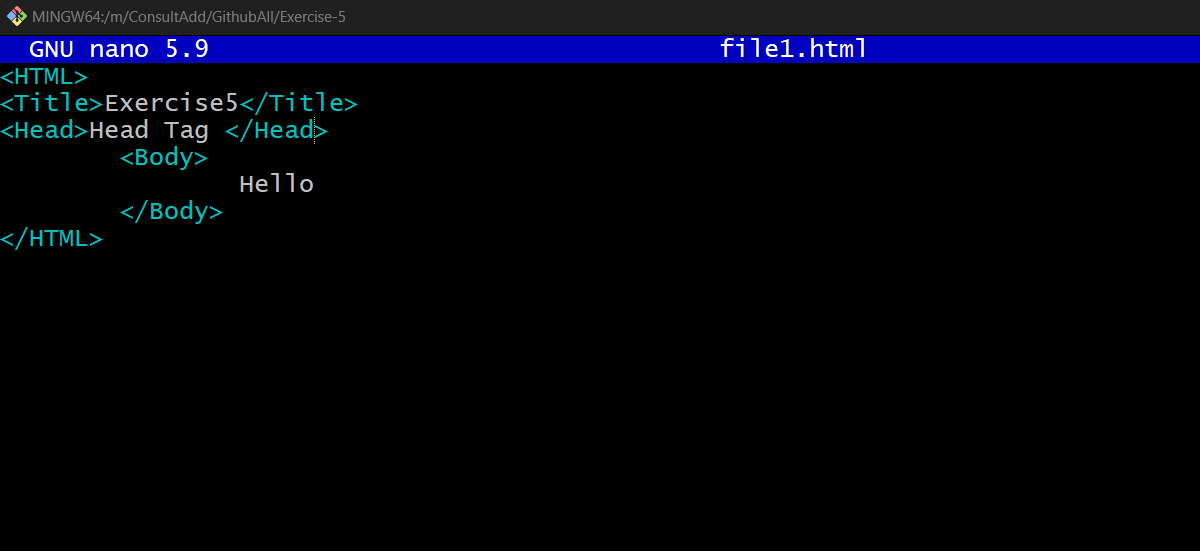 MINGW64:/m/ConsultAdd/GithubAll/Exercise-5
GNU nano 5.9 file1.html
<HTML>
<Title>Exercise5</Title>
<Head>Head Tag </Head>
<Body>
Hello
</Body>
</HTML>